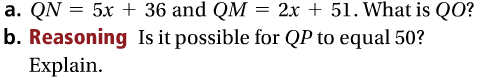 a. QN = 5x + 36 and QM = 2x + 51. What is QO?
b. Reasoning Is it possible for QP to equal 50?
Explain.